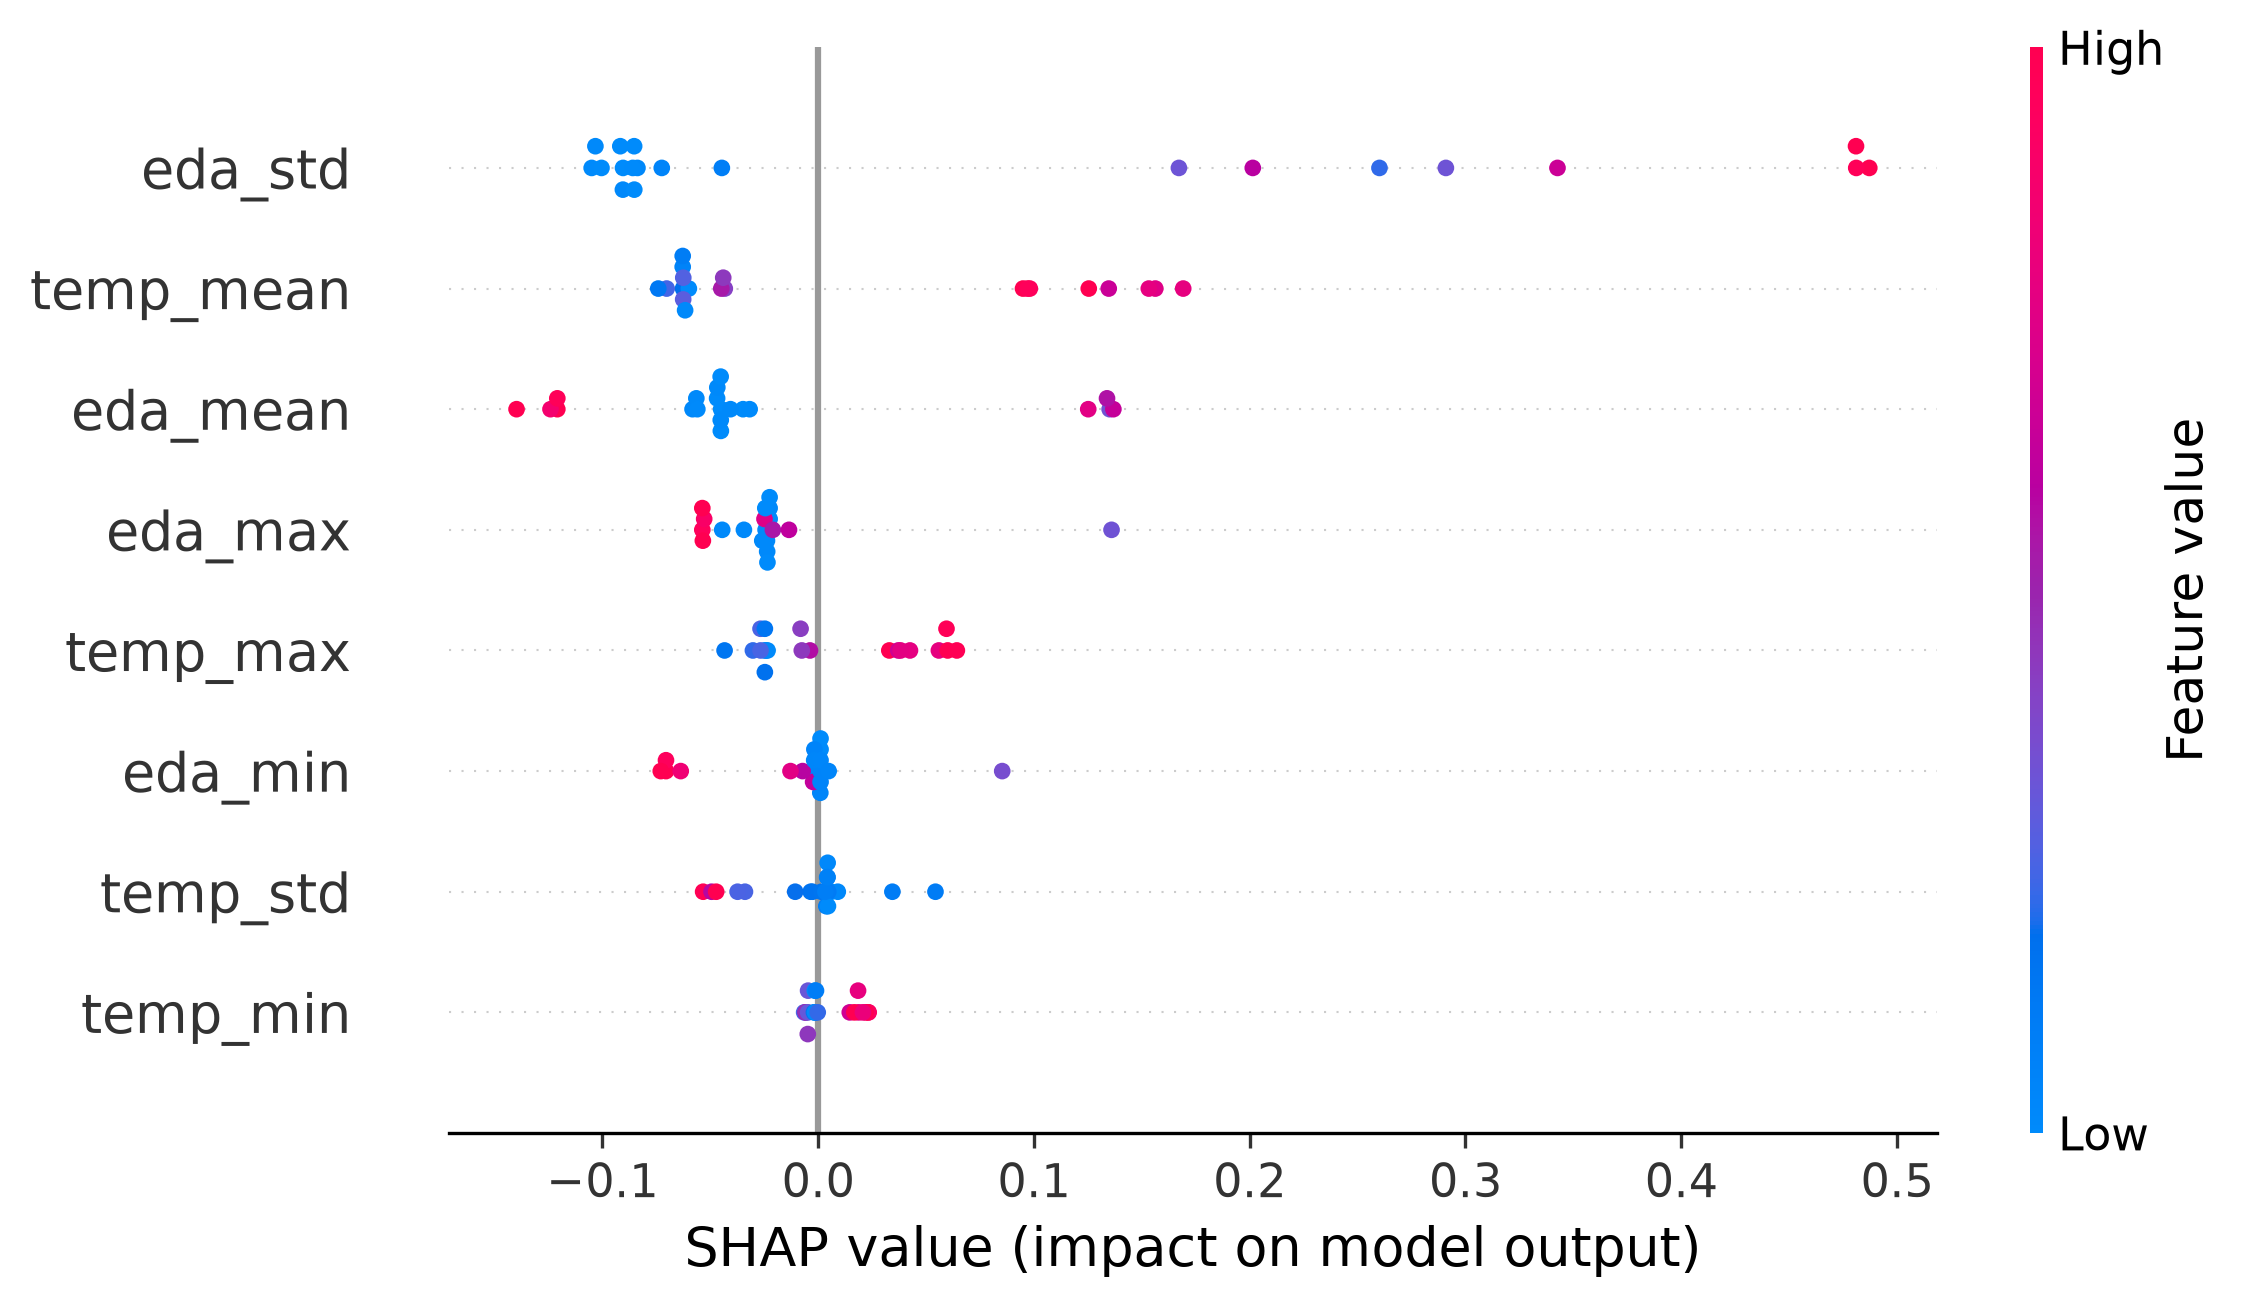 High
eda_std
temp_mean
eda_mean
eda_max
temp_max
eda_min
temp_std
temp_min
Feature value
Low
−0.1 0.0 0.1 0.2 0.3 0.4 0.5
SHAP value (impact on model output)